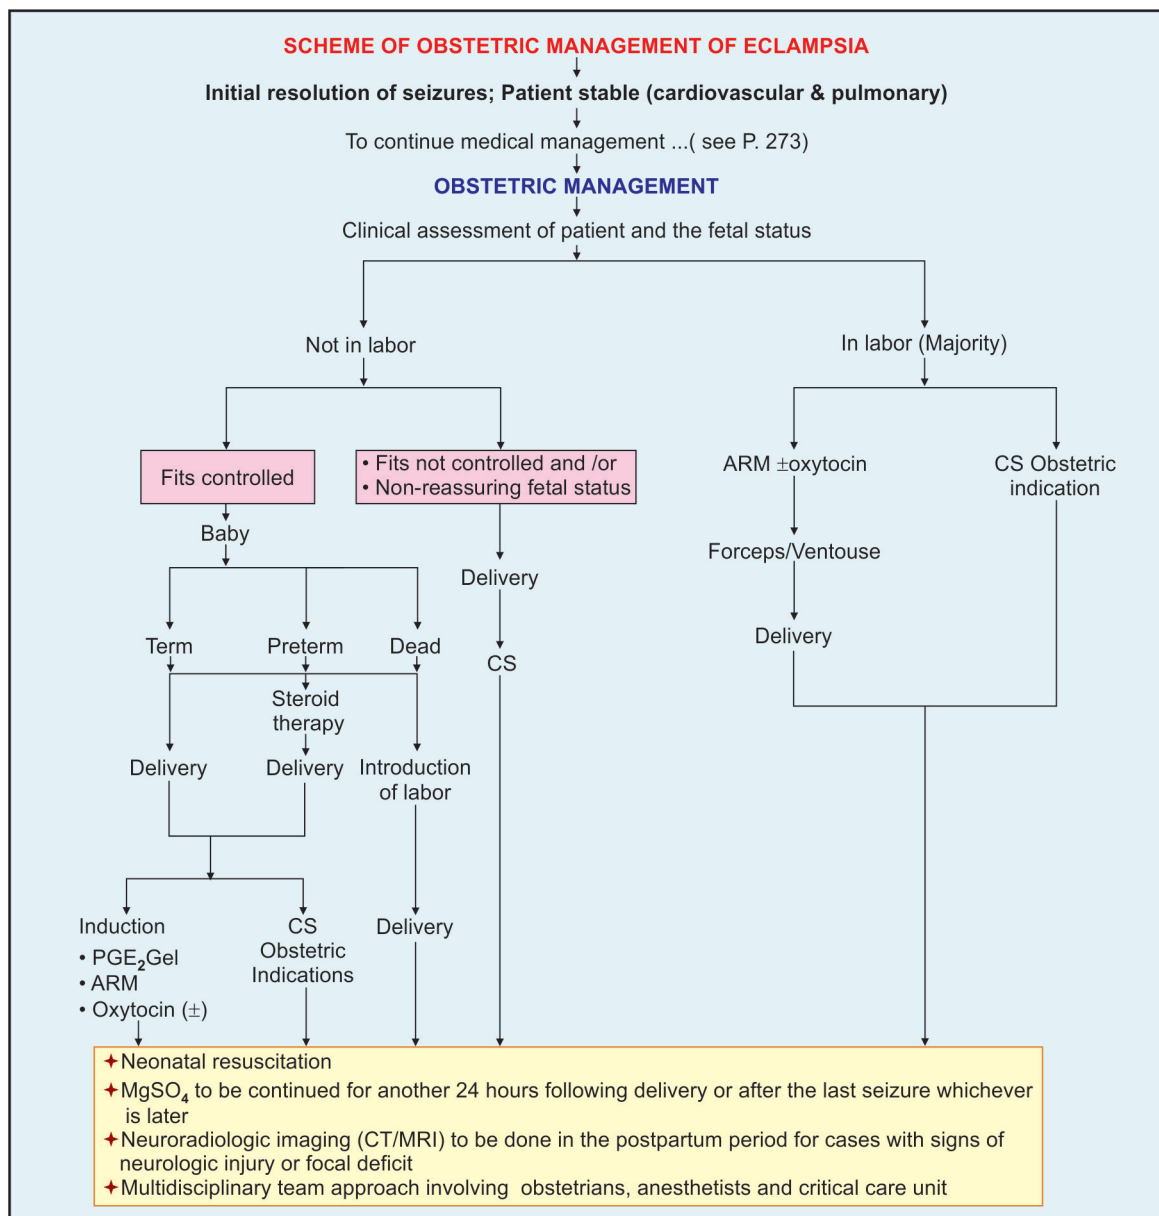 SCHEME OF OBSTETRIC MANAGEMENT OF ECLAMPSIA
Initial resolution of seizures; Patient stable (cardiovascular & pulmonary)
To continue medical management ...( see P. 273)
OBSTETRIC MANAGEMENT
Clinical assessment of patient and the fetal status
Not in labor
In labor (Majority)
Fits controlled
• Fits not controlled and /or
• Non-reassuring fetal status
ARM ±oxytocin
CS Obstetric
indication
Baby
Delivery
Forceps/Ventouse
Term
Preterm
Dead
CS
Delivery
Steroid
therapy
Delivery
Delivery
Introduction
of labor
Induction
• PGE₂Gel
• ARM
• Oxytocin (±)
CS
Obstetric
Indications
Delivery
✦Neonatal resuscitation
✦MgSO₄ to be continued for another 24 hours following delivery or after the last seizure whichever
is later
✦Neuroradiologic imaging (CT/MRI) to be done in the postpartum period for cases with signs of
neurologic injury or focal deficit
✦Multidisciplinary team approach involving obstetrians, anesthetists and critical care unit